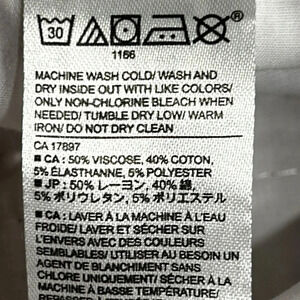 30
1166
MACHINE WASH COLD/ WASH AND
DRY INSIDE OUT WITH LIKE COLORS/
ONLY NON-CHLORINE BLEACH WHEN
NEEDED/ TUMBLE DRY LOW/ WARM
IRON/ DO NOT DRY CLEAN
CA 17897
■ CA : 50% VISCOSE, 40% COTON,
5% ÉLASTHANNE, 5% POLYESTER
■ JP : 50% レーヨン, 40% 綿,
5% ポリウレタン, 5% ポリエステル
■ CA : LAVER À LA MACHINE À L'EAU
FROIDE/ LAVER ET SÉCHER SUR
L'ENVERS AVEC DES COULEURS
SEMBLABLES/ UTILISER AU BESOIN UN
AGENT DE BLANCHIMENT SANS
CHLORE UNIQUEMENT/ SÉCHER À LA
MACHINE À BASSE TEMPÉRATURE/